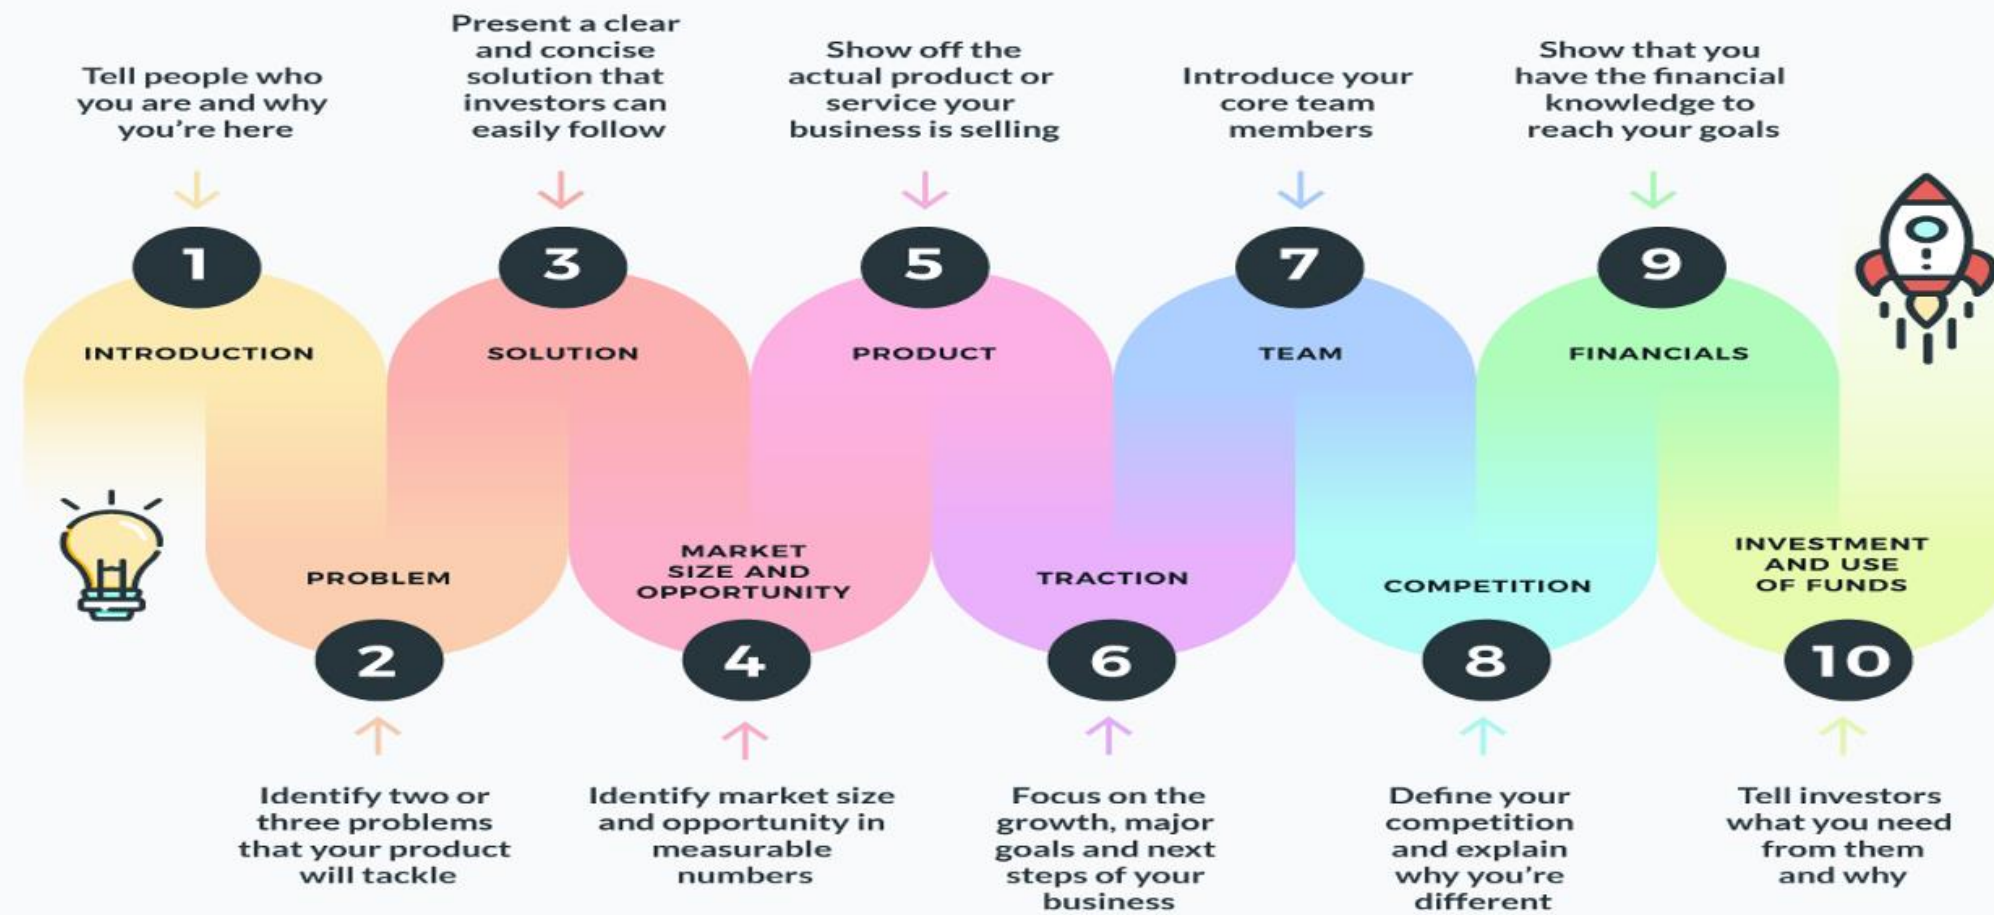 Tell people who
you are and why
you're here
1
INTRODUCTION
PROBLEM
2
Identify two or
three problems
that your product
will tackle
Present a clear
and concise
solution that
investors can
easily follow
3
SOLUTION
MARKET
SIZE AND
OPPORTUNITY
4
Identify market size
and opportunity in
measurable
numbers
Show off the
actual product or
service your
business is selling
5
PRODUCT
TRACTION
6
Focus on the
growth, major
goals and next
steps of your
business
Introduce your
core team
members
7
TEAM
COMPETITION
8
Define your
competition
and explain
why you're
different
Show that you
have the financial
knowledge to
reach your goals
9
FINANCIALS
INVESTMENT
AND USE
OF FUNDS
10
Tell investors
what you need
from them
and why